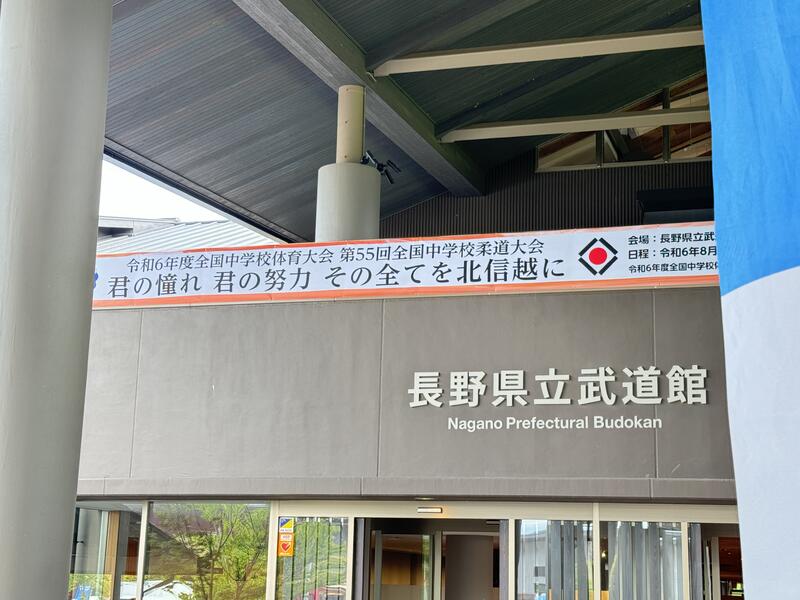 令和6年度全国中学校体育大会 第55回全国中学校柔道大会
君の憧れ 君の努力 その全てを北信越に
会場：長野県立武
日程：令和6年8月
令和6年度全国中学校
長野県立武道館
Nagano Prefectural Budokan
AED